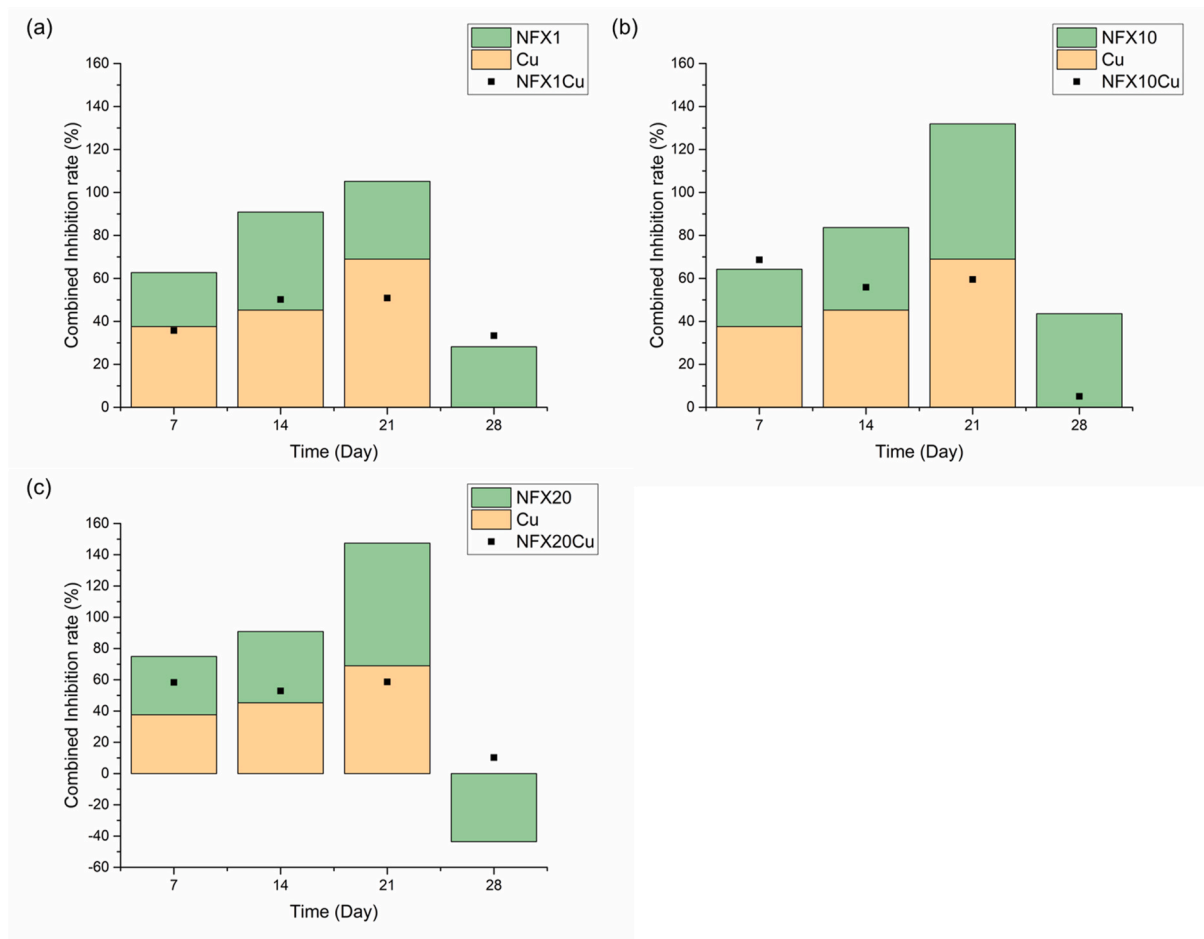 (a)
NFX1
Cu
NFX1Cu
Combined Inhibition rate (%)
160
140
120
100
80
60
40
20
0
7 14 21 28
Time (Day)
(b)
NFX10
Cu
NFX10Cu
Combined Inhibition rate (%)
160
140
120
100
80
60
40
20
0
7 14 21 28
Time (Day)
(c)
NFX20
Cu
NFX20Cu
Combined Inhibition rate (%)
160
140
120
100
80
60
40
20
0
-20
-40
-60
7 14 21 28
Time (Day)